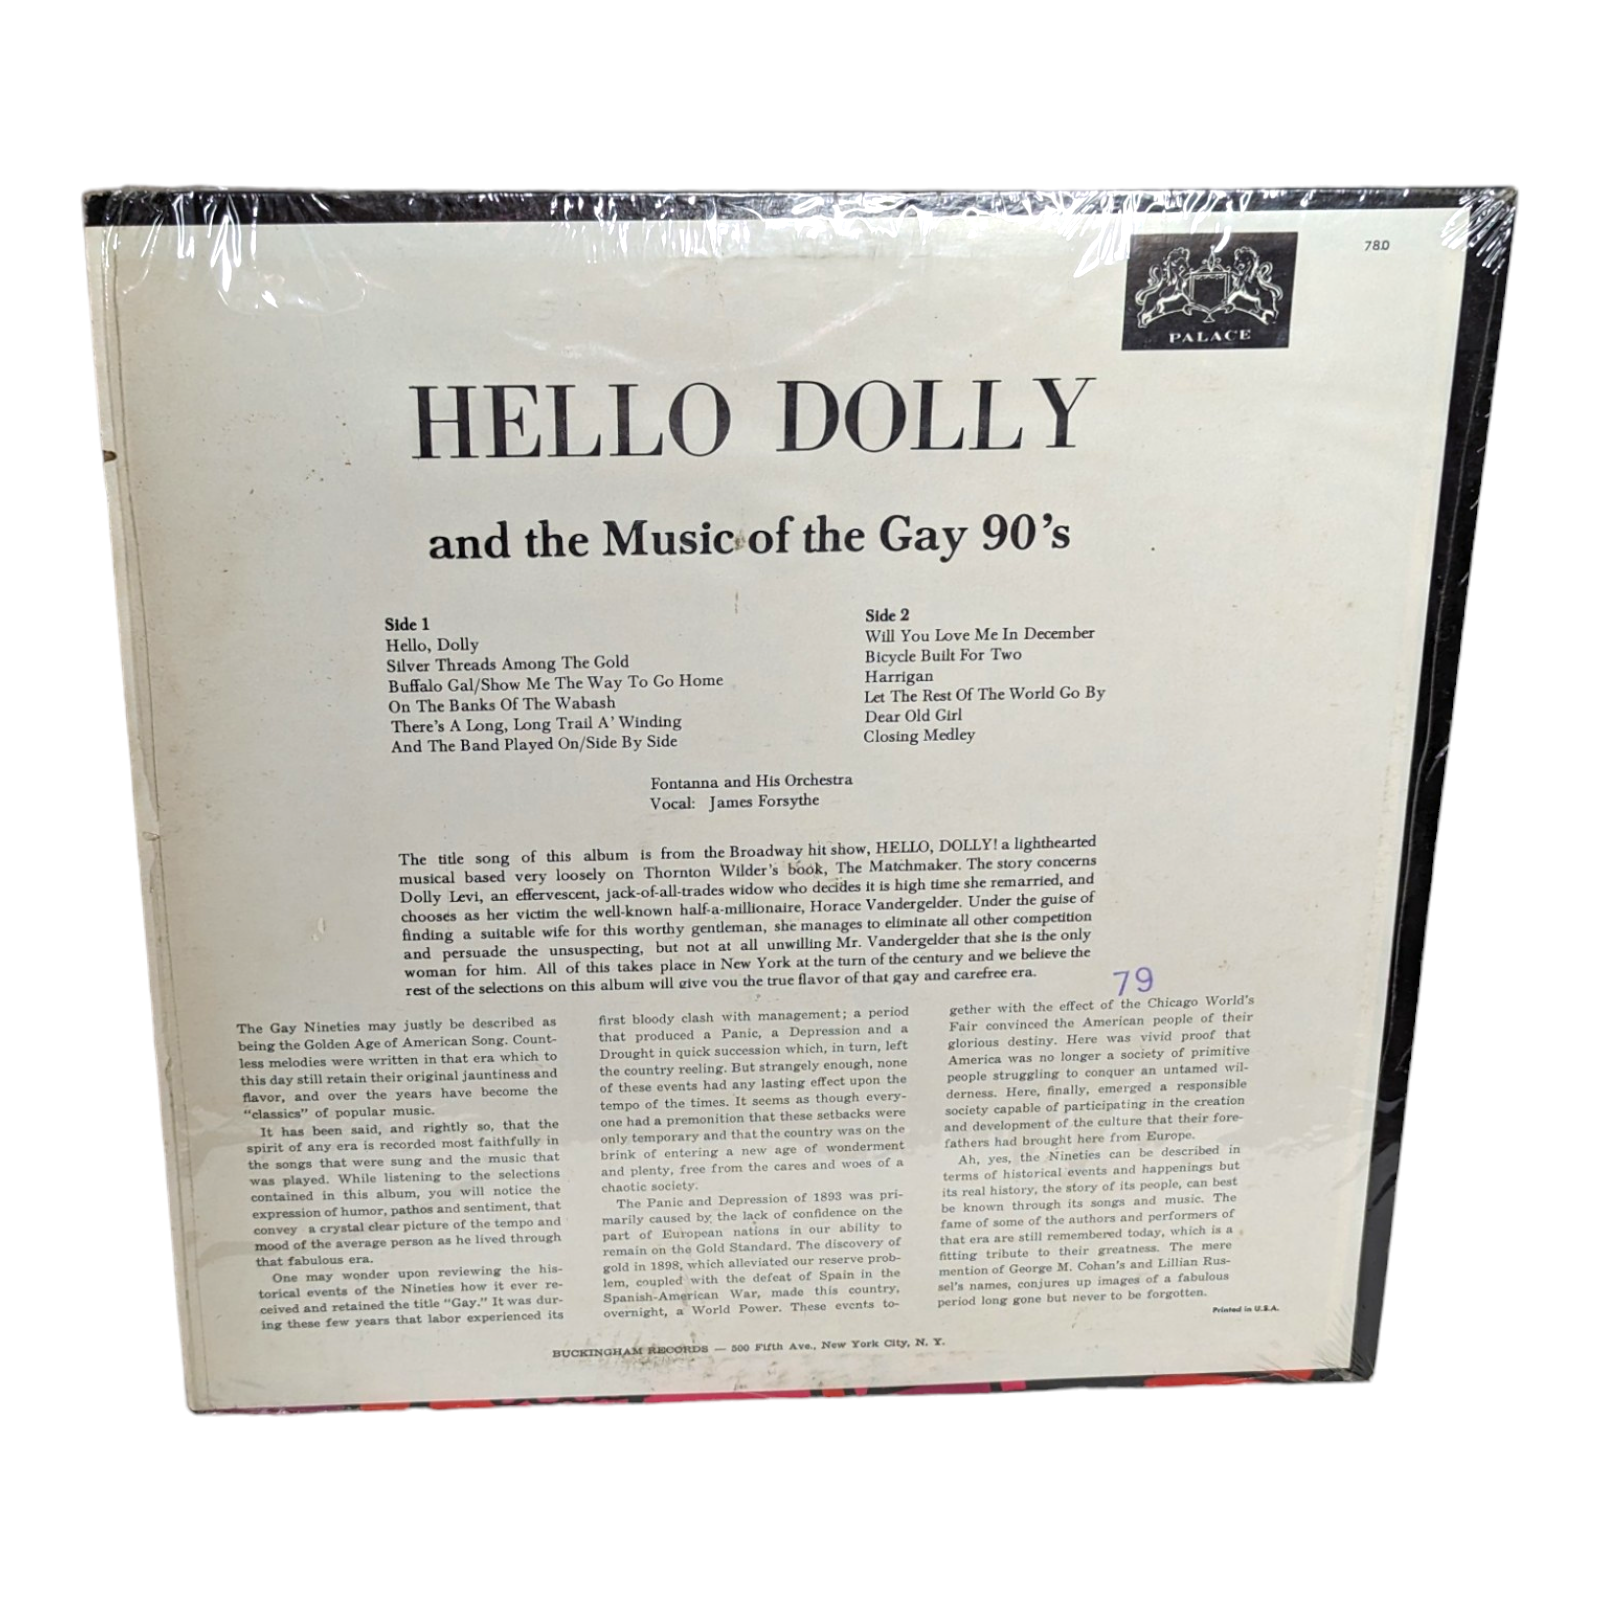 PALACE
780
HELLO DOLLY
and the Music of the Gay 90's
Side 1
Hello, Dolly
Silver Threads Among The Gold
Buffalo Gal/Show Me The Way To Go Home
On The Banks Of The Wabash
There's A Long, Long Trail A' Winding
And The Band Played On/Side By Side
Side 2
Will You Love Me In December
Bicycle Built For Two
Harrigan
Let The Rest Of The World Go By
Dear Old Girl
Closing Medley
Fontanna and His Orchestra
Vocal: James Forsythe
The title song of this album is from the Broadway hit show, HELLO, DOLLY! a lighthearted
musical based very loosely on Thornton Wilder's book, The Matchmaker. The story concerns
Dolly Levi, an effervescent, jack-of-all-trades widow who decides it is high time she remarried, and
chooses as her victim the well-known half-a-millionaire, Horace Vandergelder. Under the guise of
finding a suitable wife for this worthy gentleman, she manages to eliminate all other competition
and persuade the unsuspecting, but not at all unwilling Mr. Vandergelder that she is the only
woman for him. All of this takes place in New York at the turn of the century and we believe the
rest of the selections on this album will give you the true flavor of that gay and carefree era.
79
The Gay Nineties may justly be described as
being the Golden Age of American Song. Count-
less melodies were written in that era which to
this day still retain their original jauntiness and
flavor, and over the years have become the
"classics" of popular music.
It has been said, and rightly so, that the
spirit of any era is recorded most faithfully in
the songs that were sung and the music that
was played. While listening to the selections
contained in this album, you will notice the
expression of humor, pathos and sentiment, that
convey a crystal clear picture of the tempo and
mood of the average person as he lived through
that fabulous era.
One may wonder upon reviewing the his-
torical events of the Nineties how it ever re-
ceived and retained the title "Gay." It was dur-
ing these few years that labor experienced its
first bloody clash with management; a period
that produced a Panic, a Depression and a
Drought in quick succession which, in turn, left
the country reeling. But strangely enough, none
of these events had any lasting effect upon the
tempo of the times. It seems as though every-
one had a premonition that these setbacks were
only temporary and that the country was on the
brink of entering a new age of wonderment
and plenty, free from the cares and woes of a
chaotic society.
The Panic and Depression of 1893 was pri-
marily caused by the lack of confidence on the
part of European nations in our ability to
remain on the Gold Standard. The discovery of
gold in 1898, which alleviated our reserve prob-
lem, coupled with the defeat of Spain in the
Spanish-American War, made this country,
overnight, a World Power. These events to-
gether with the effect of the Chicago World's
Fair convinced the American people of their
glorious destiny. Here was vivid proof that
America was no longer a society of primitive
people struggling to conquer an untamed wil-
derness. Here, finally, emerged a responsible
society capable of participating in the creation
and development of the culture that their fore-
fathers had brought here from Europe.
Ah, yes, the Nineties can be described in
terms of historical events and happenings but
its real history, the story of its people, can best
be known through its songs and music. The
fame of some of the authors and performers of
that era are still remembered today, which is a
fitting tribute to their greatness. The mere
mention of George M. Cohan's and Lillian Rus-
sel's names, conjures up images of a fabulous
period long gone but never to be forgotten.
Printed in U.S.A.
BUCKINGHAM RECORDS — 500 Fifth Ave., New York City, N. Y.